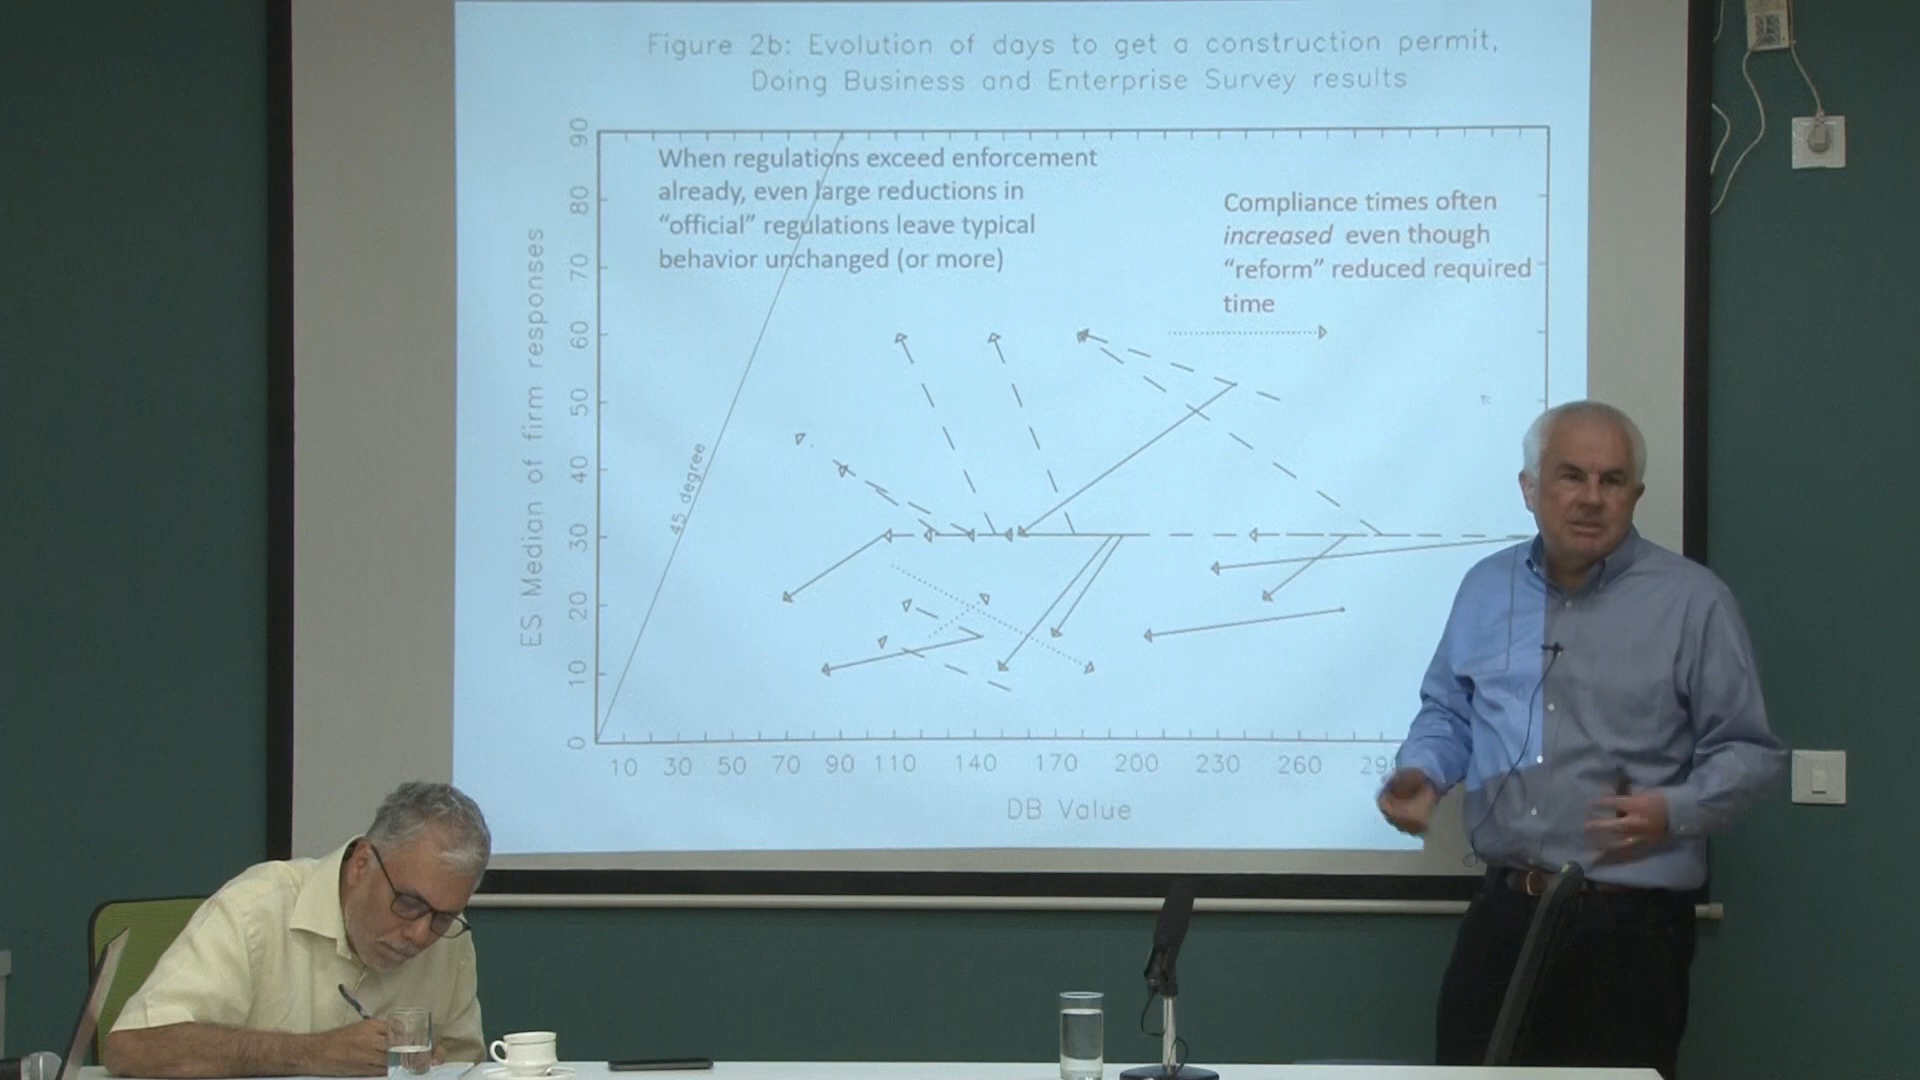 Figure 2b: Evolution of days to get a construction permit,
Doing Business and Enterprise Survey results
When regulations exceed enforcement
already, even large reductions in
“official” regulations leave typical
behavior unchanged (or more)
Compliance times often
increased even though
“reform” reduced required
time
ES Median of firm responses
90
80
70
60
50
40
30
20
10
0
45 degree
10 30 50 70 90 110 140 170 200 230 260
DB Value